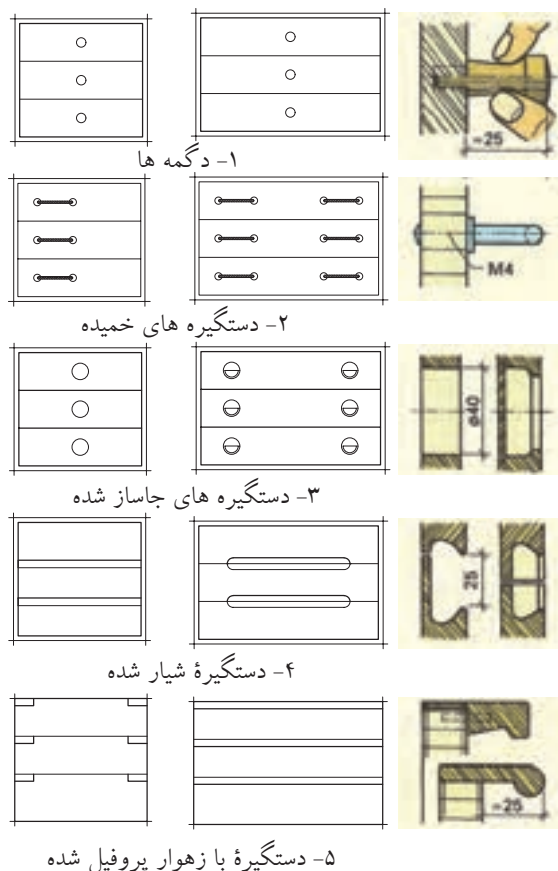 ≈25
۱- دگمه ها
M4
۲- دستگیره های خمیده
ø40
۳- دستگیره های جاساز شده
25
۴- دستگیرهٔ شیار شده
≈25
۵- دستگیرهٔ با زهوار پروفیل شده